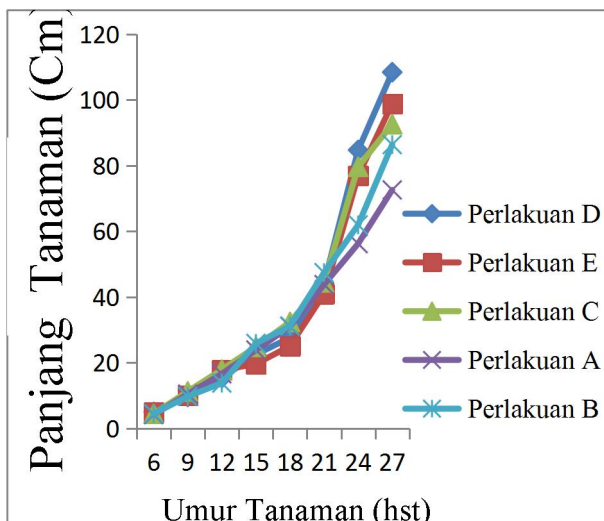 Panjang Tanaman (Cm)
120
100
80
60
40
20
0
6 9 12 15 18 21 24 27
Umur Tanaman (hst)
Perlakuan D
Perlakuan E
Perlakuan C
Perlakuan A
Perlakuan B